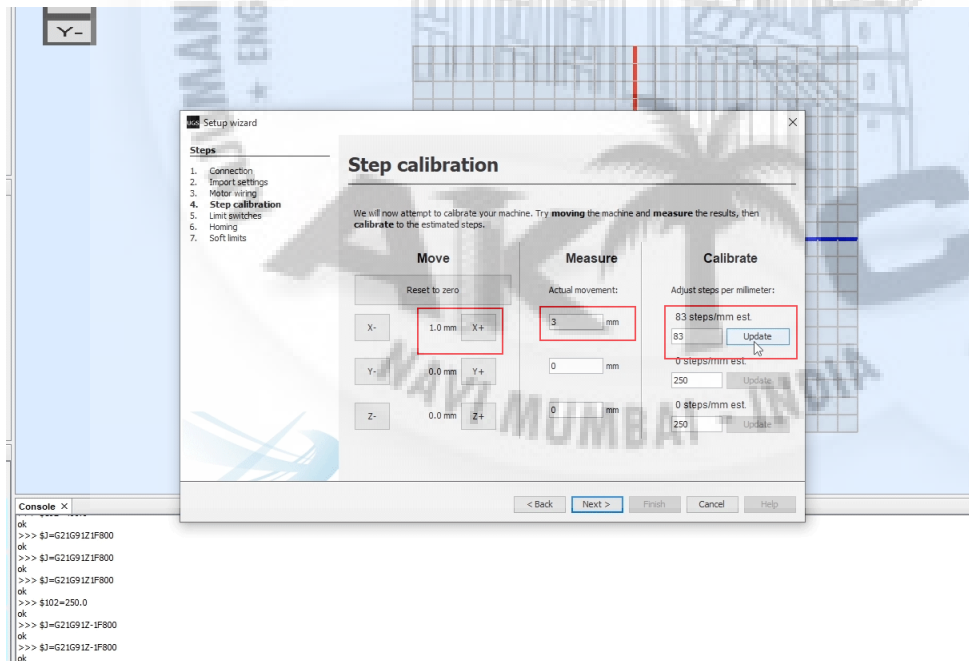 Y-
UGS Setup wizard
Steps
1. Connection
2. Import settings
3. Motor wiring
4. Step calibration
5. Limit switches
6. Homing
7. Soft limits
Step calibration
We will now attempt to calibrate your machine. Try moving the machine and measure the results, then
calibrate to the estimated steps.
Move Measure Calibrate
Reset to zero Actual movement: Adjust steps per millimeter:
83 steps/mm est.
X- 1.0 mm X+ 3 mm 83 Update
0 steps/mm est.
Y- 0.0 mm Y+ 0 mm 250 Update
0 steps/mm est.
Z- 0.0 mm Z+ 0 mm 250 Update
< Back Next > Finish Cancel Help
AKTC
NAVI MUMBAI - INDIA
Console ×
ok
>>> $J=G21G91Z1F800
ok
>>> $J=G21G91Z1F800
ok
>>> $J=G21G91Z1F800
ok
>>> $102=250.0
ok
>>> $J=G21G91Z-1F800
ok
>>> $J=G21G91Z-1F800
ok